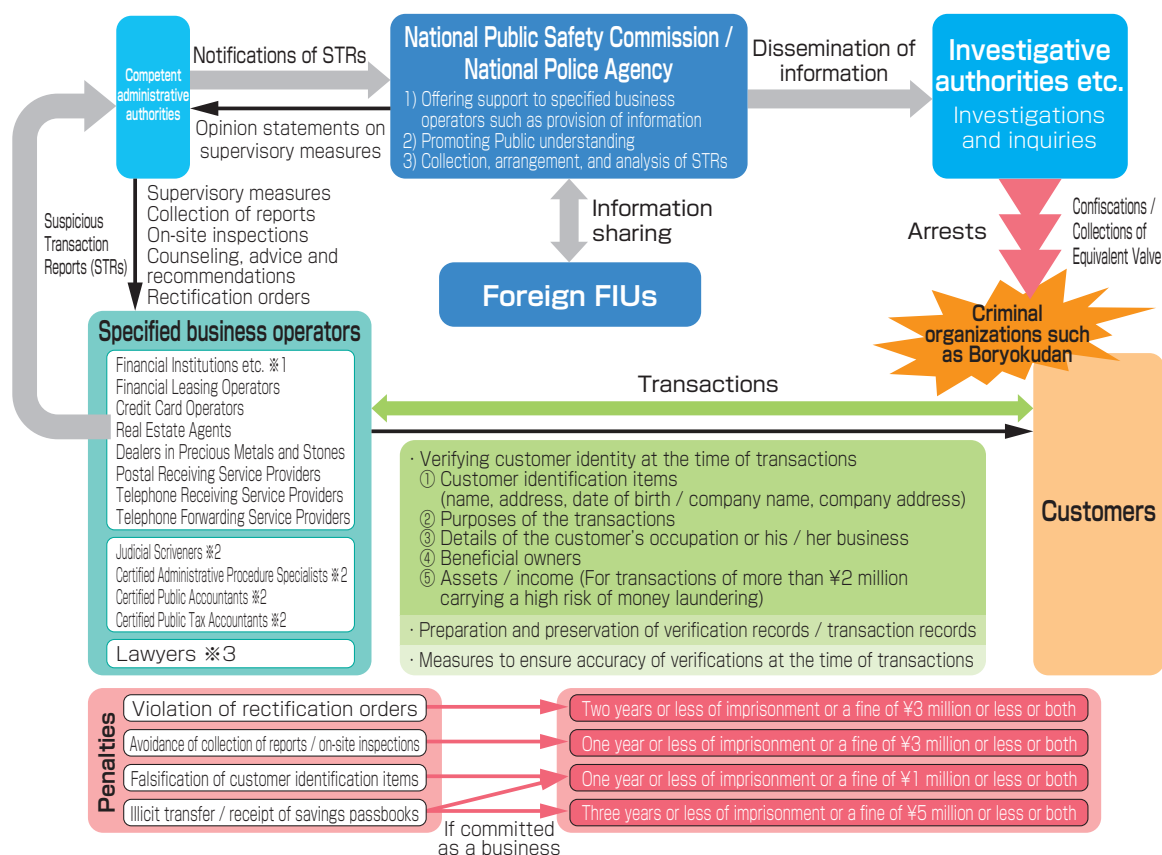 Competent
administrative
authorities
Notifications of STRs
Opinion statements on
supervisory measures
National Public Safety Commission /
National Police Agency
1) Offering support to specified business
operators such as provision of information
2) Promoting Public understanding
3) Collection, arrangement, and analysis of STRs
Dissemination of
information
Investigative
authorities etc.
Investigations
and inquiries
Suspicious
Transaction
Reports (STRs)
Supervisory measures
Collection of reports
On-site inspections
Counseling, advice and
recommendations
Rectification orders
Information
sharing
Foreign FIUs
Arrests
Confiscations /
Collections of
Equivalent Valve
Criminal
organizations such
as Boryokudan
Specified business operators
Financial Institutions etc. ※1
Financial Leasing Operators
Credit Card Operators
Real Estate Agents
Dealers in Precious Metals and Stones
Postal Receiving Service Providers
Telephone Receiving Service Providers
Telephone Forwarding Service Providers
Judicial Scriveners ※2
Certified Administrative Procedure Specialists ※2
Certified Public Accountants ※2
Certified Public Tax Accountants ※2
Lawyers ※3
Transactions
· Verifying customer identity at the time of transactions
① Customer identification items
(name, address, date of birth / company name, company address)
② Purposes of the transactions
③ Details of the customer's occupation or his / her business
④ Beneficial owners
⑤ Assets / income (For transactions of more than ¥2 million
carrying a high risk of money laundering)
· Preparation and preservation of verification records / transaction records
· Measures to ensure accuracy of verifications at the time of transactions
Customers
Penalties
Violation of rectification orders
Two years or less of imprisonment or a fine of ¥3 million or less or both
Avoidance of collection of reports / on-site inspections
One year or less of imprisonment or a fine of ¥3 million or less or both
Falsification of customer identification items
One year or less of imprisonment or a fine of ¥1 million or less or both
Illicit transfer / receipt of savings passbooks
Three years or less of imprisonment or a fine of ¥5 million or less or both
If committed
as a business